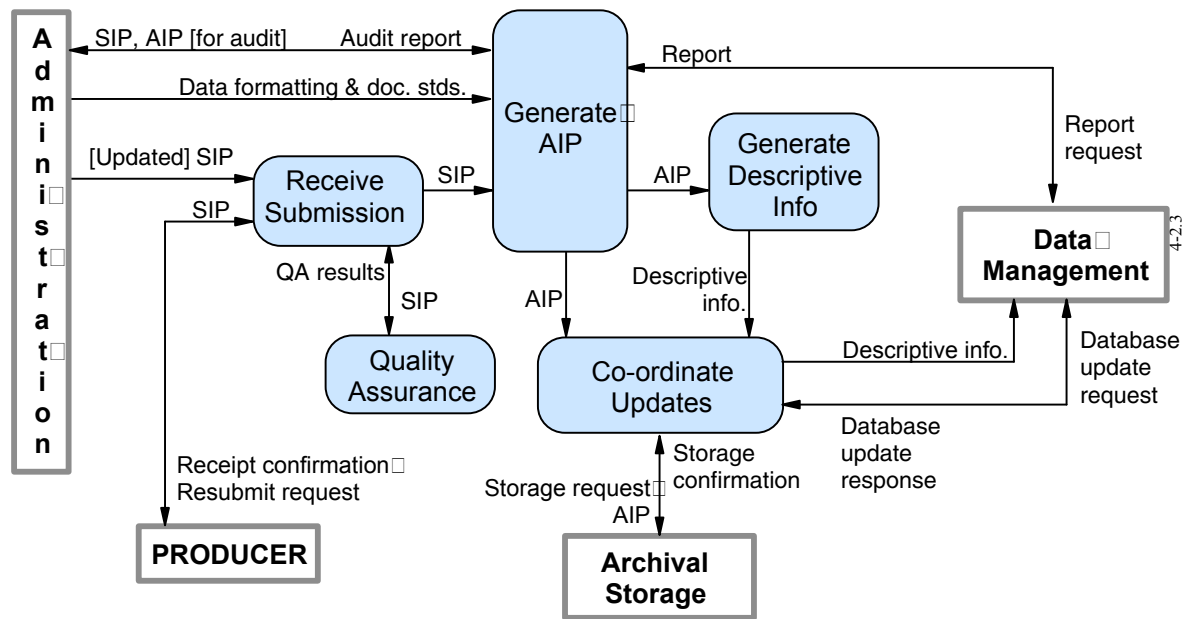 Administration
SIP, AIP [for audit]
Audit report
Data formatting & doc. stds.
[Updated] SIP
SIP
Receive
Submission
SIP
Generate
AIP
Report
Report
request
AIP
Generate
Descriptive
Info
Data
Management
4-2.3
QA results
SIP
Quality
Assurance
AIP
Descriptive
info.
Co-ordinate
Updates
Descriptive info.
Database
update
request
Database
update
response
Receipt confirmation
Resubmit request
PRODUCER
Storage request
AIP
Storage
confirmation
Archival
Storage